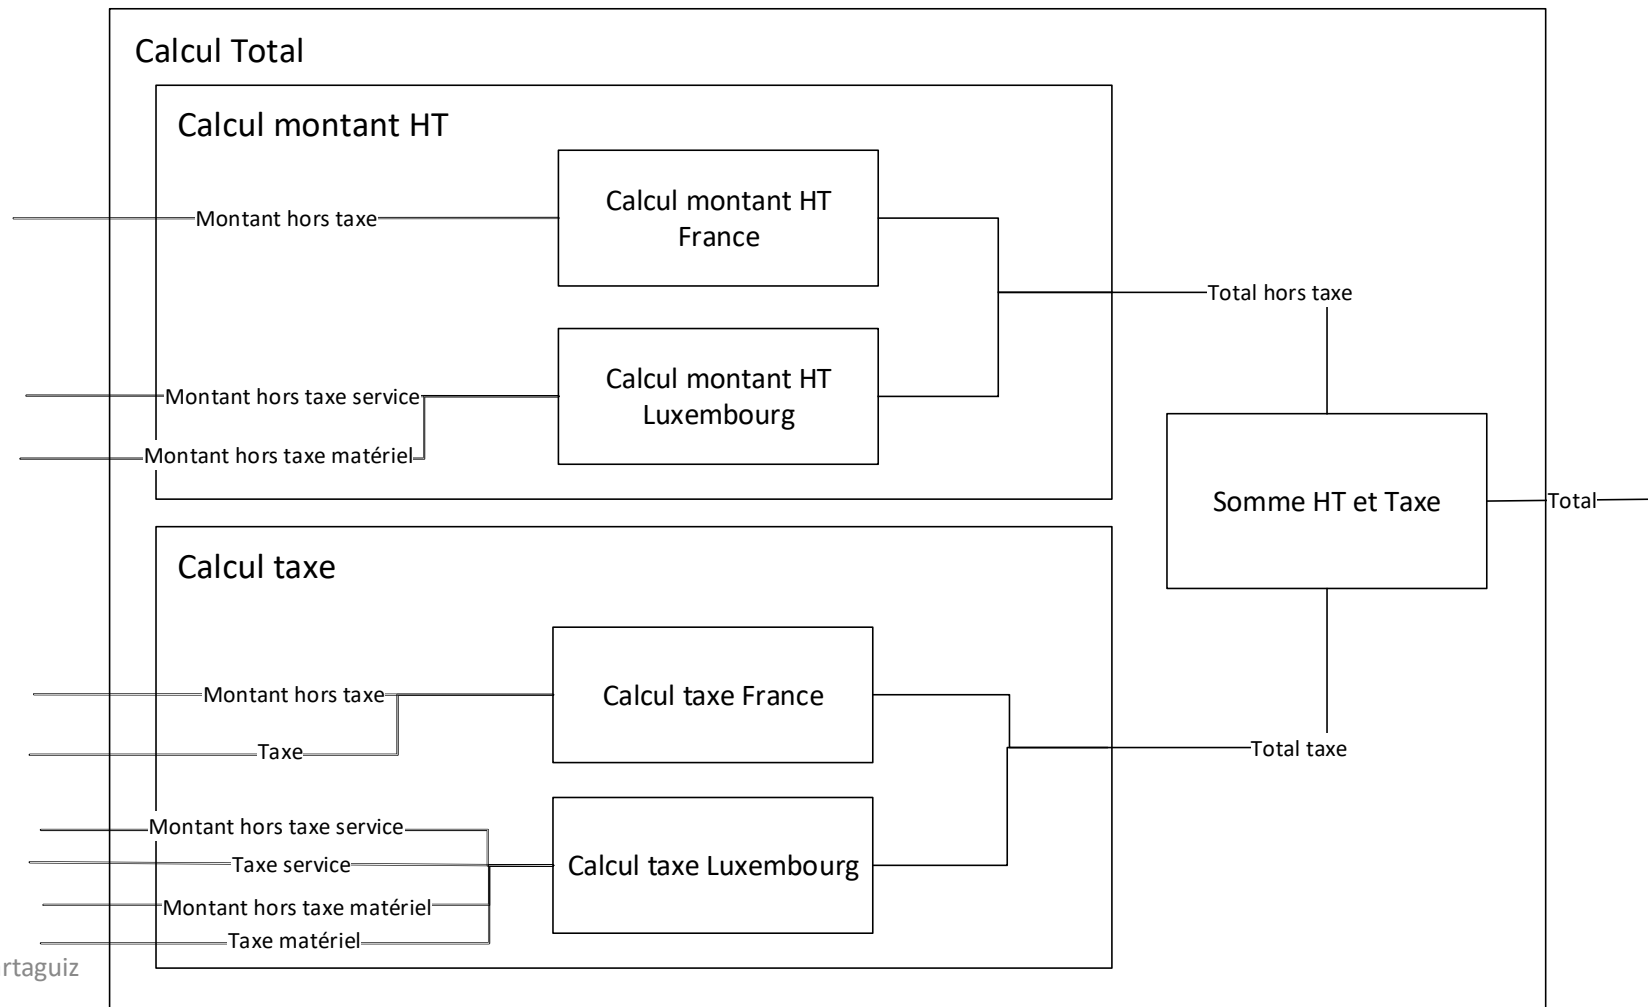 Calcul Total
Calcul montant HT
Calcul montant HT
France
Montant hors taxe
Total hors taxe
Calcul montant HT
Luxembourg
Montant hors taxe service
Montant hors taxe matériel
Somme HT et Taxe
Total
Calcul taxe
Montant hors taxe
Calcul taxe France
Taxe
Total taxe
Montant hors taxe service
Taxe service
Calcul taxe Luxembourg
Montant hors taxe matériel
Taxe matériel
rtaguiz